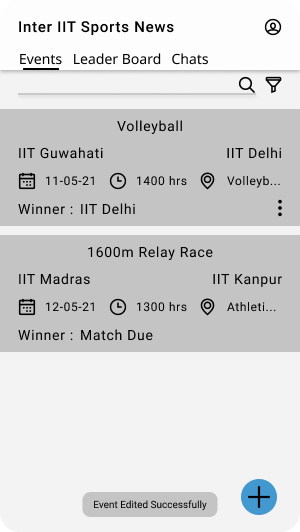 Inter IIT Sports News
Events Leader Board Chats
Volleyball
IIT Guwahati IIT Delhi
11-05-21 1400 hrs Volleyb...
Winner : IIT Delhi
1600m Relay Race
IIT Madras IIT Kanpur
12-05-21 1300 hrs Athleti...
Winner : Match Due
Event Edited Successfully